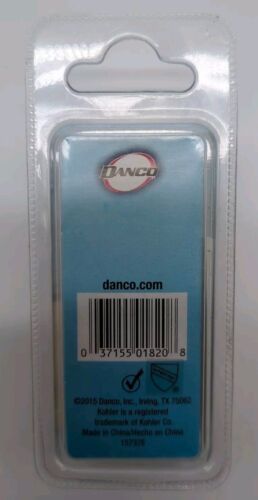 DANCO
danco.com
0 37155 01820 8
©2015 Danco, Inc., Irving, TX 75062
Kohler is a registered
trademark of Kohler Co.
Made in China/Hecho en China